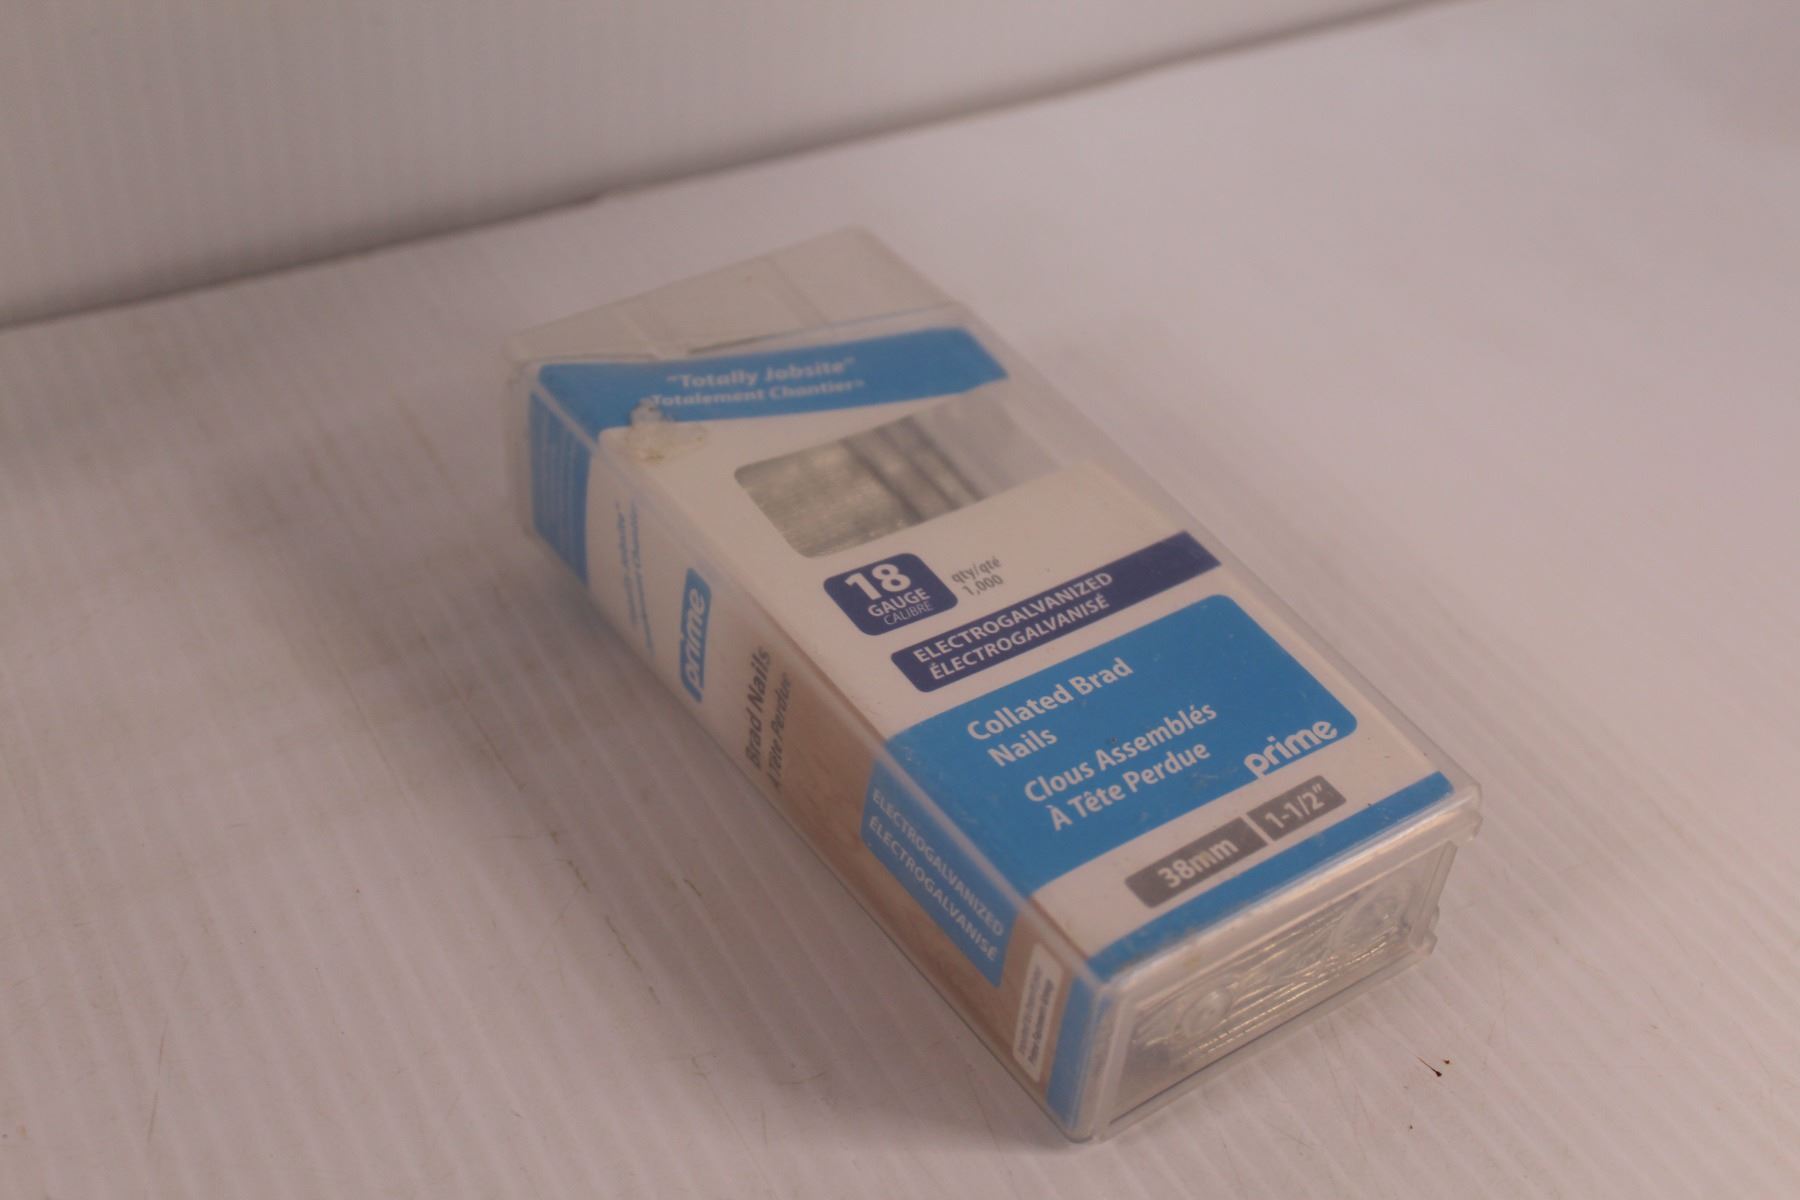 "Totally Jobsite"
«Totalement Chantier»
18
GAUGE
CALIBRE
qty/qté
1,000
ELECTROGALVANIZED
ÉLECTROGALVANISÉ
Collated Brad
Nails
Clous Assemblés
À Tête Perdue
prime
38mm
1-1/2"
prime
Brad Nails
À Tête Perdue
ELECTROGALVANIZED
ÉLECTROGALVANISÉ